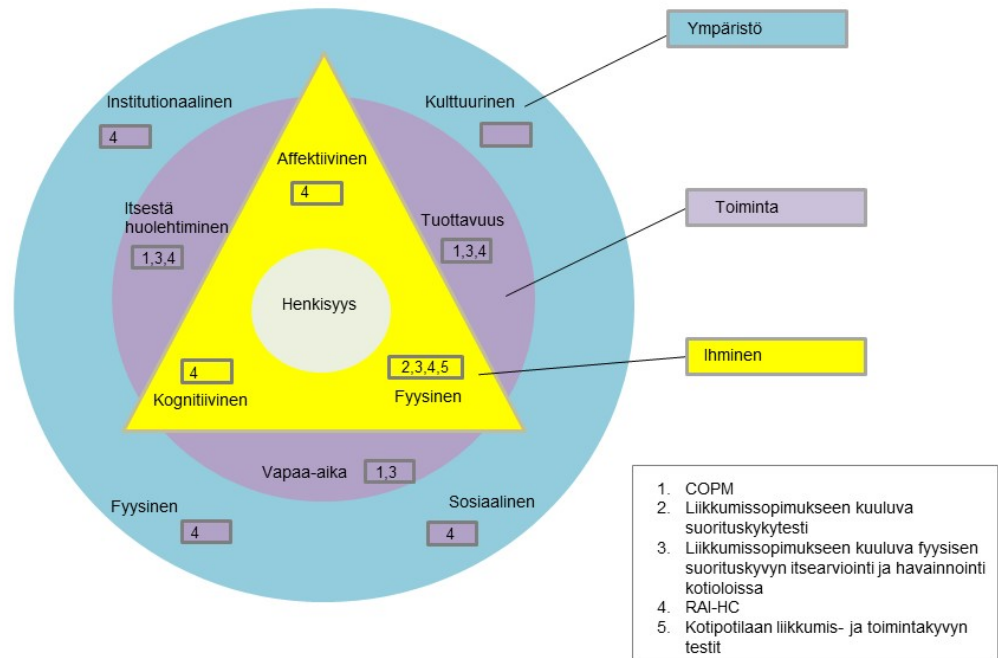 Ympäristö
Institutionaalinen
Kulttuurinen
4
Affektiivinen
4
Toiminta
Itsestä
huolehtiminen
Tuottavuus
1,3,4
1,3,4
Henkisyys
Ihminen
4
2,3,4,5
Kognitiivinen
Fyysinen
Vapaa-aika
1,3
Fyysinen
Sosiaalinen
4
4
1. COPM
2. Liikkumissopimukseen kuuluva
suorituskykytesti
3. Liikkumissopimukseen kuuluva fyysisen
suorituskyvyn itsearviointi ja havainnointi
kotioloissa
4. RAI-HC
5. Kotipotilaan liikkumis- ja toimintakyvyn
testit